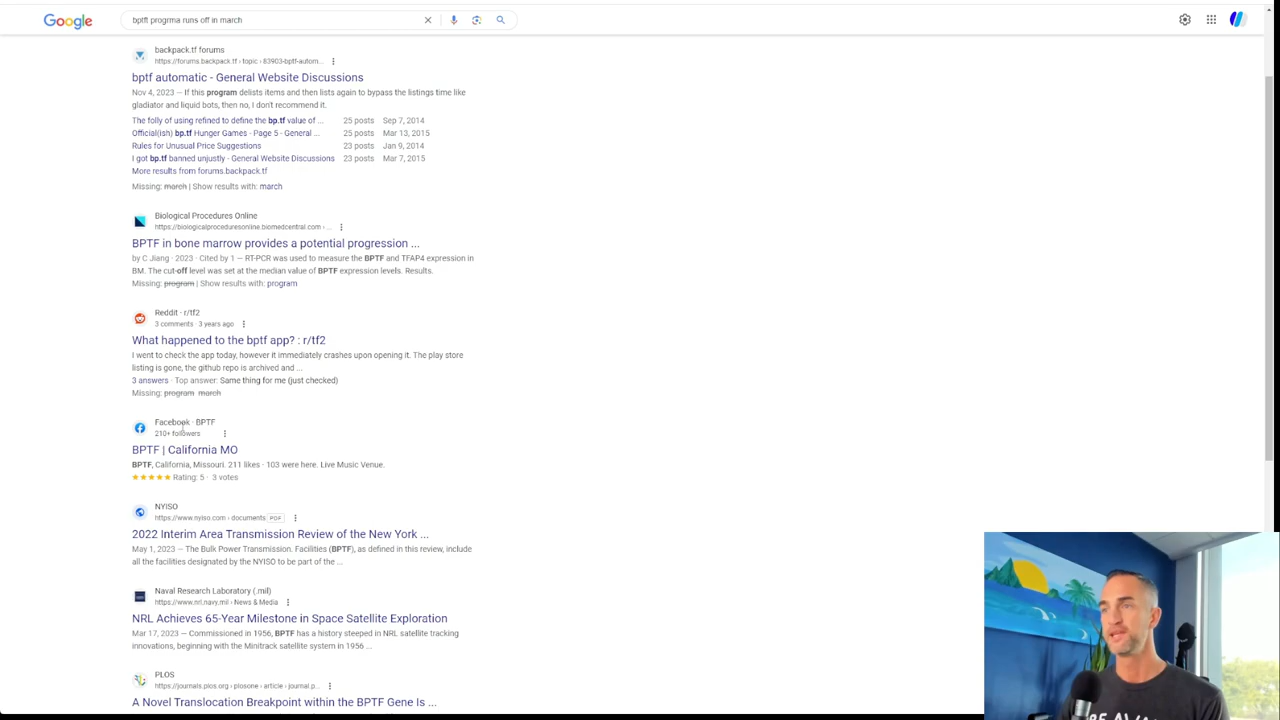 Google
bptft progrma runs off in march
backpack.tf forums
https://forums.backpack.tf › topic › 83903-bptf-autom...
bptf automatic - General Website Discussions
Nov 4, 2023 — If this program delists items and then lists again to bypass the listings time like
gladiator and liquid bots, then no, I don't recommend it.
The folly of using refined to define the bp.tf value of ... 25 posts Sep 7, 2014
Official(ish) bp.tf Hunger Games - Page 5 - General ... 25 posts Mar 13, 2015
Rules for Unusual Price Suggestions 23 posts Jan 9, 2014
I got bp.tf banned unjustly - General Website Discussions 23 posts Mar 7, 2015
More results from forums.backpack.tf
Missing: march | Show results with: march
Biological Procedures Online
https://biologicalproceduresonline.biomedcentral.com › ...
BPTF in bone marrow provides a potential progression ...
by C Jiang · 2023 · Cited by 1 — RT-PCR was used to measure the BPTF and TFAP4 expression in
BM. The cut-off level was set at the median value of BPTF expression levels. Results.
Missing: program | Show results with: program
Reddit · r/tf2
3 comments · 3 years ago
What happened to the bptf app? : r/tf2
I went to check the app today, however it immediately crashes upon opening it. The play store
listing is gone, the github repo is archived and ...
3 answers · Top answer: Same thing for me (just checked)
Missing: program march
Facebook · BPTF
210+ followers
BPTF | California MO
BPTF, California, Missouri. 211 likes · 103 were here. Live Music Venue.
Rating: 5 · 3 votes
NYISO
https://www.nyiso.com › documents PDF
2022 Interim Area Transmission Review of the New York ...
May 1, 2023 — The Bulk Power Transmission. Facilities (BPTF), as defined in this review, include
all the facilities designated by the NYISO to be part of the ...
Naval Research Laboratory (.mil)
https://www.nrl.navy.mil › News & Media
NRL Achieves 65-Year Milestone in Space Satellite Exploration
Mar 17, 2023 — Commissioned in 1956, BPTF has a history steeped in NRL satellite tracking
innovations, beginning with the Minitrack satellite system in 1956 ...
PLOS
https://journals.plos.org › plosone › article › journal.p...
A Novel Translocation Breakpoint within the BPTF Gene Is ...